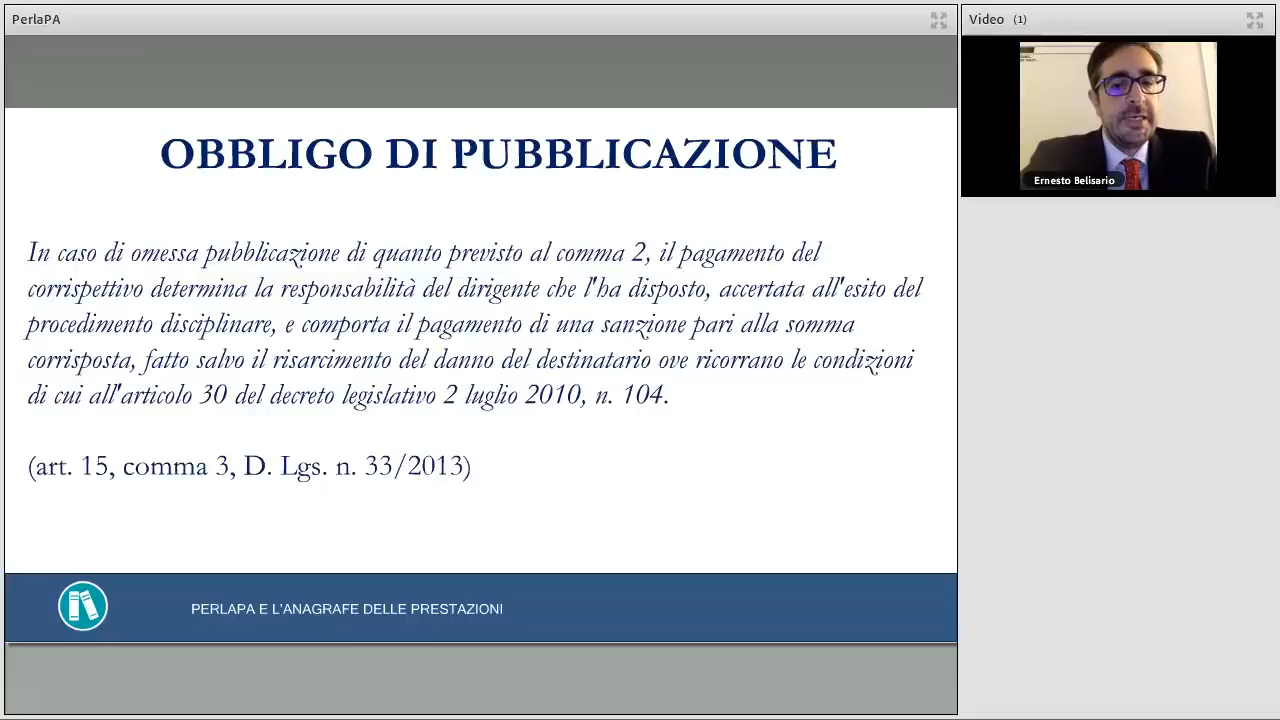 PerlaPA
Video (1)
Ernesto Belisario
OBBLIGO DI PUBBLICAZIONE
In caso di omessa pubblicazione di quanto previsto al comma 2, il pagamento del
corrispettivo determina la responsabilità del dirigente che l'ha disposto, accertata all'esito del
procedimento disciplinare, e comporta il pagamento di una sanzione pari alla somma
corrisposta, fatto salvo il risarcimento del danno del destinatario ove ricorrano le condizioni
di cui all'articolo 30 del decreto legislativo 2 luglio 2010, n. 104.
(art. 15, comma 3, D. Lgs. n. 33/2013)
PERLAPA E L'ANAGRAFE DELLE PRESTAZIONI